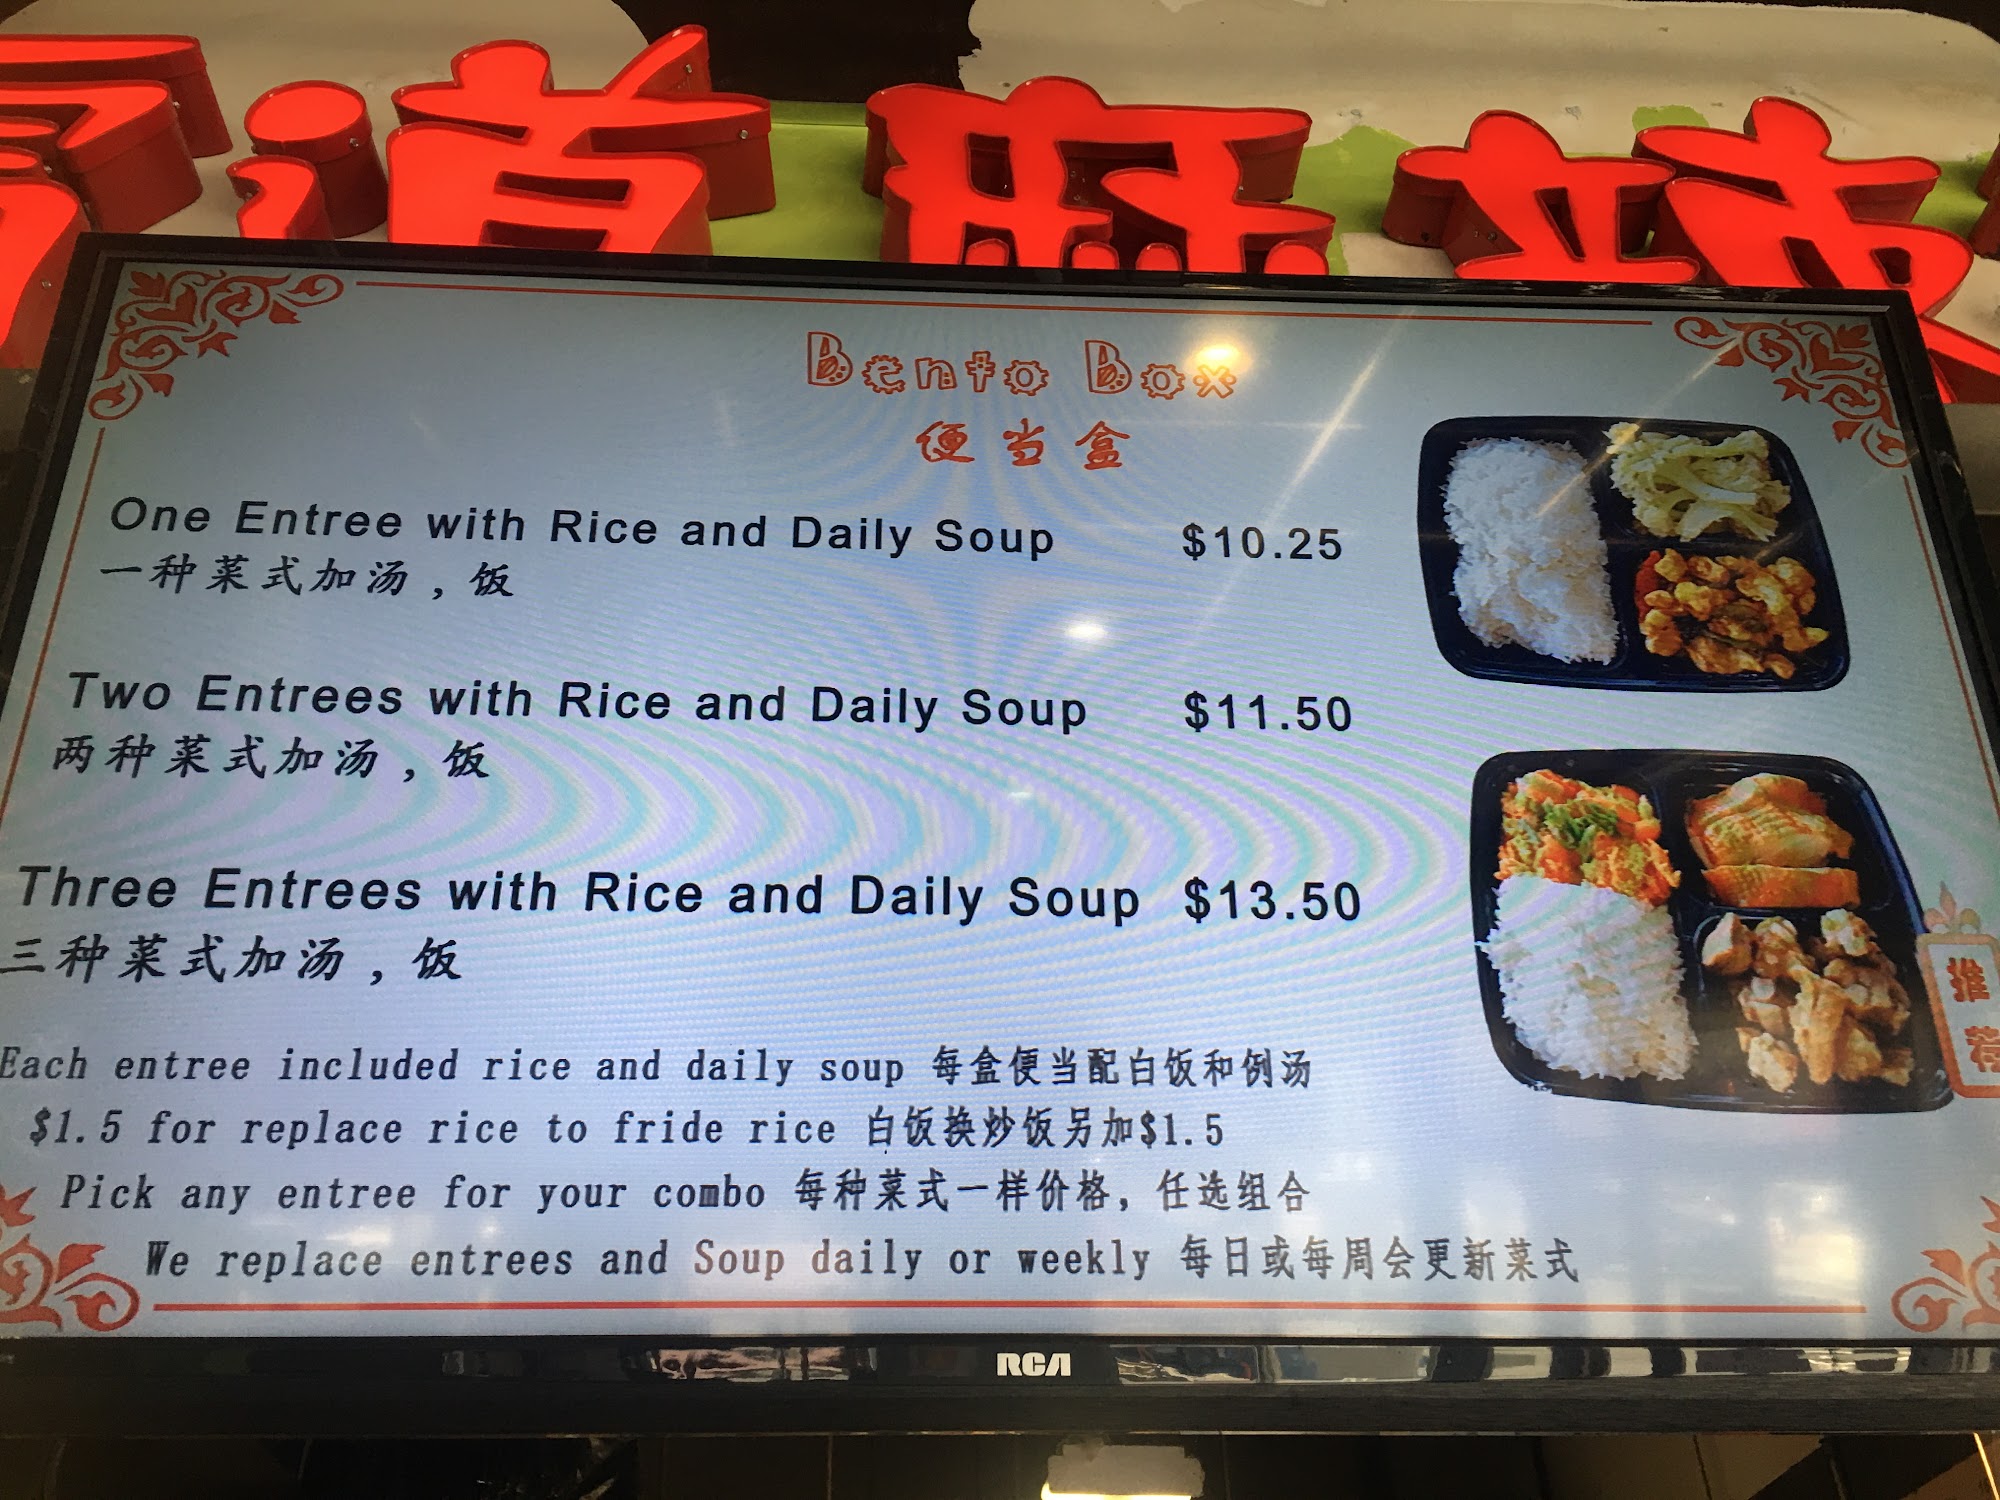 道麻辣
Bento Box
便当盒
One Entree with Rice and Daily Soup $10.25
一种菜式加汤，饭
Two Entrees with Rice and Daily Soup $11.50
两种菜式加汤，饭
Three Entrees with Rice and Daily Soup $13.50
三种菜式加汤，饭
推荐
Each entree included rice and daily soup 每盒便当配白饭和例汤
$1.5 for replace rice to fride rice 白饭换炒饭另加$1.5
Pick any entree for your combo 每种菜式一样价格，任选组合
We replace entrees and Soup daily or weekly 每日或每周会更新菜式
RCA